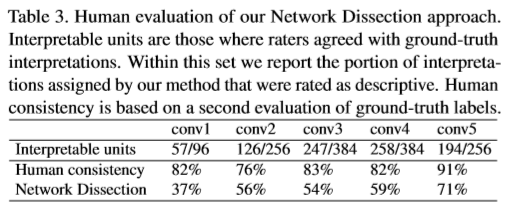 Table 3. Human evaluation of our Network Dissection approach.
Interpretable units are those where raters agreed with ground-truth
interpretations. Within this set we report the portion of interpreta-
tions assigned by our method that were rated as descriptive. Human
consistency is based on a second evaluation of ground-truth labels.
conv1 conv2 conv3 conv4 conv5
Interpretable units 57/96 126/256 247/384 258/384 194/256
Human consistency 82% 76% 83% 82% 91%
Network Dissection 37% 56% 54% 59% 71%